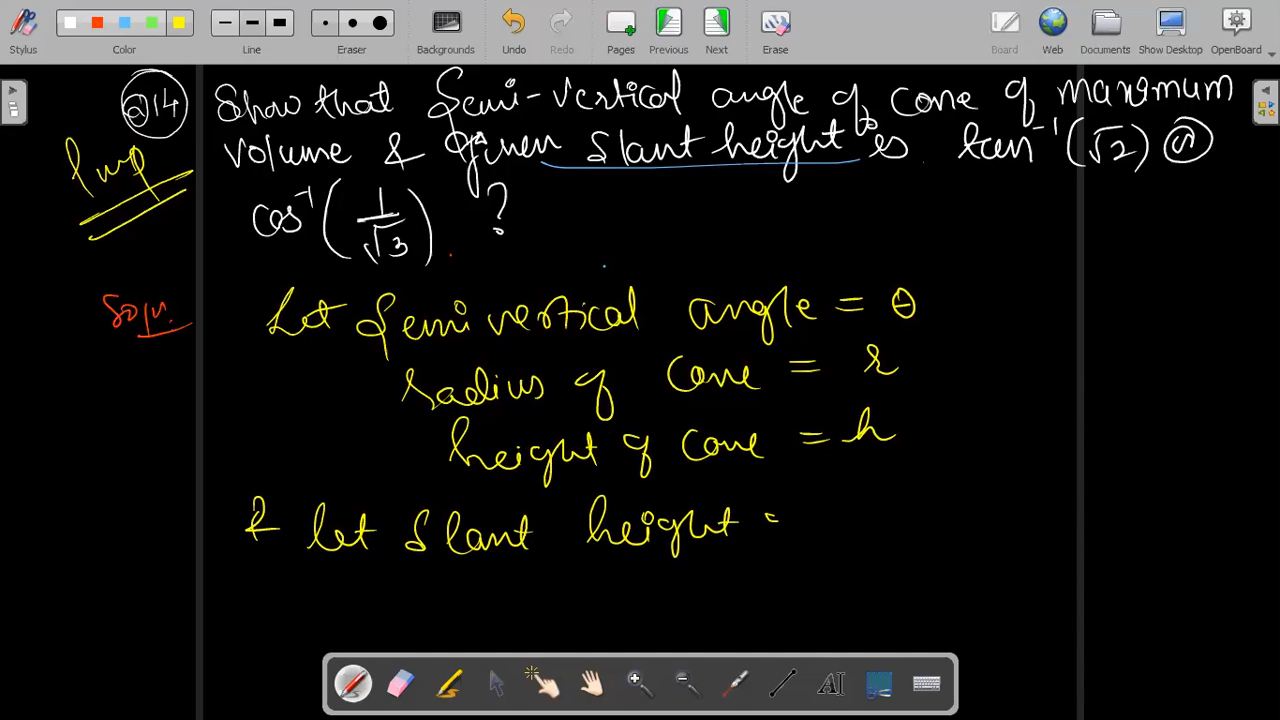 Stylus
Color
Line
Eraser
Backgrounds
Undo
Redo
Pages
Previous
Next
Erase
Board
Web
Documents
Show Desktop
OpenBoard
Q14 Show that Semi-vertical angle of cone of maximum
Imp
volume & given slant height is tan⁻¹(√2) or
cos⁻¹(1/√3) ?
Soln.
Let Semi vertical angle = θ
radius of cone = r
height of cone = h
& let slant height =